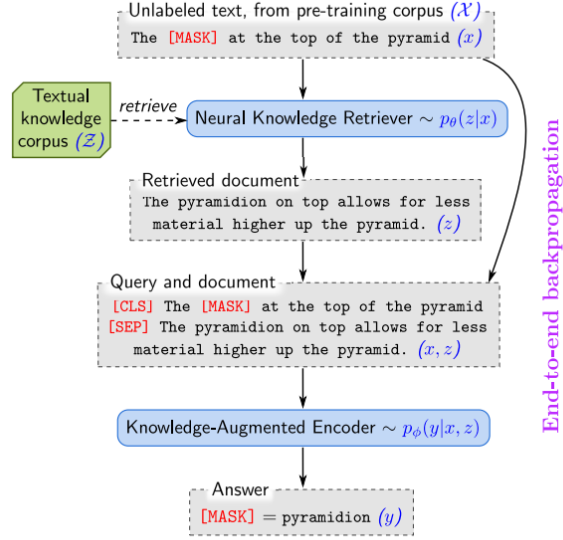 Unlabeled text, from pre-training corpus (𝒳)
The [MASK] at the top of the pyramid (x)
Textual
knowledge
corpus (𝒵)
retrieve
Neural Knowledge Retriever ∼ pθ(z|x)
Retrieved document
The pyramidion on top allows for less
material higher up the pyramid. (z)
Query and document
[CLS] The [MASK] at the top of the pyramid
[SEP] The pyramidion on top allows for less
material higher up the pyramid. (x, z)
Knowledge-Augmented Encoder ∼ pϕ(y|x, z)
Answer
[MASK] = pyramidion (y)
End-to-end backpropagation